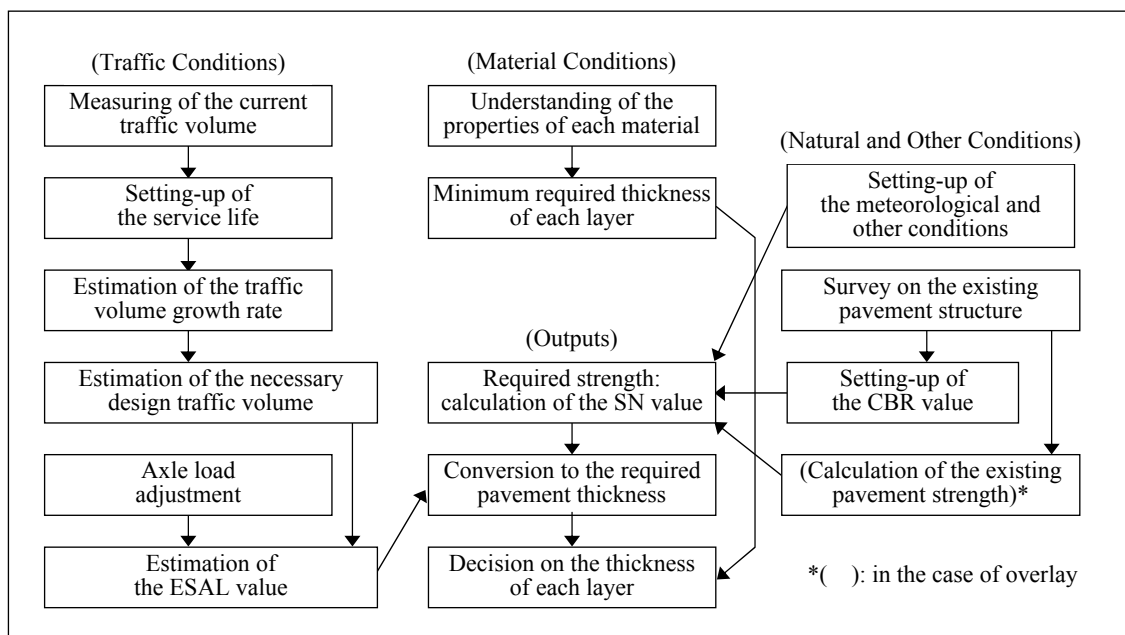 (Traffic Conditions)
Measuring of the current
traffic volume
Setting-up of
the service life
Estimation of the traffic
volume growth rate
Estimation of the necessary
design traffic volume
Axle load
adjustment
Estimation of
the ESAL value
(Material Conditions)
Understanding of the
properties of each material
Minimum required thickness
of each layer
(Outputs)
Required strength:
calculation of the SN value
Conversion to the required
pavement thickness
Decision on the thickness
of each layer
(Natural and Other Conditions)
Setting-up of
the meteorological and
other conditions
Survey on the existing
pavement structure
Setting-up of
the CBR value
(Calculation of the existing
pavement strength)*
*(    ): in the case of overlay